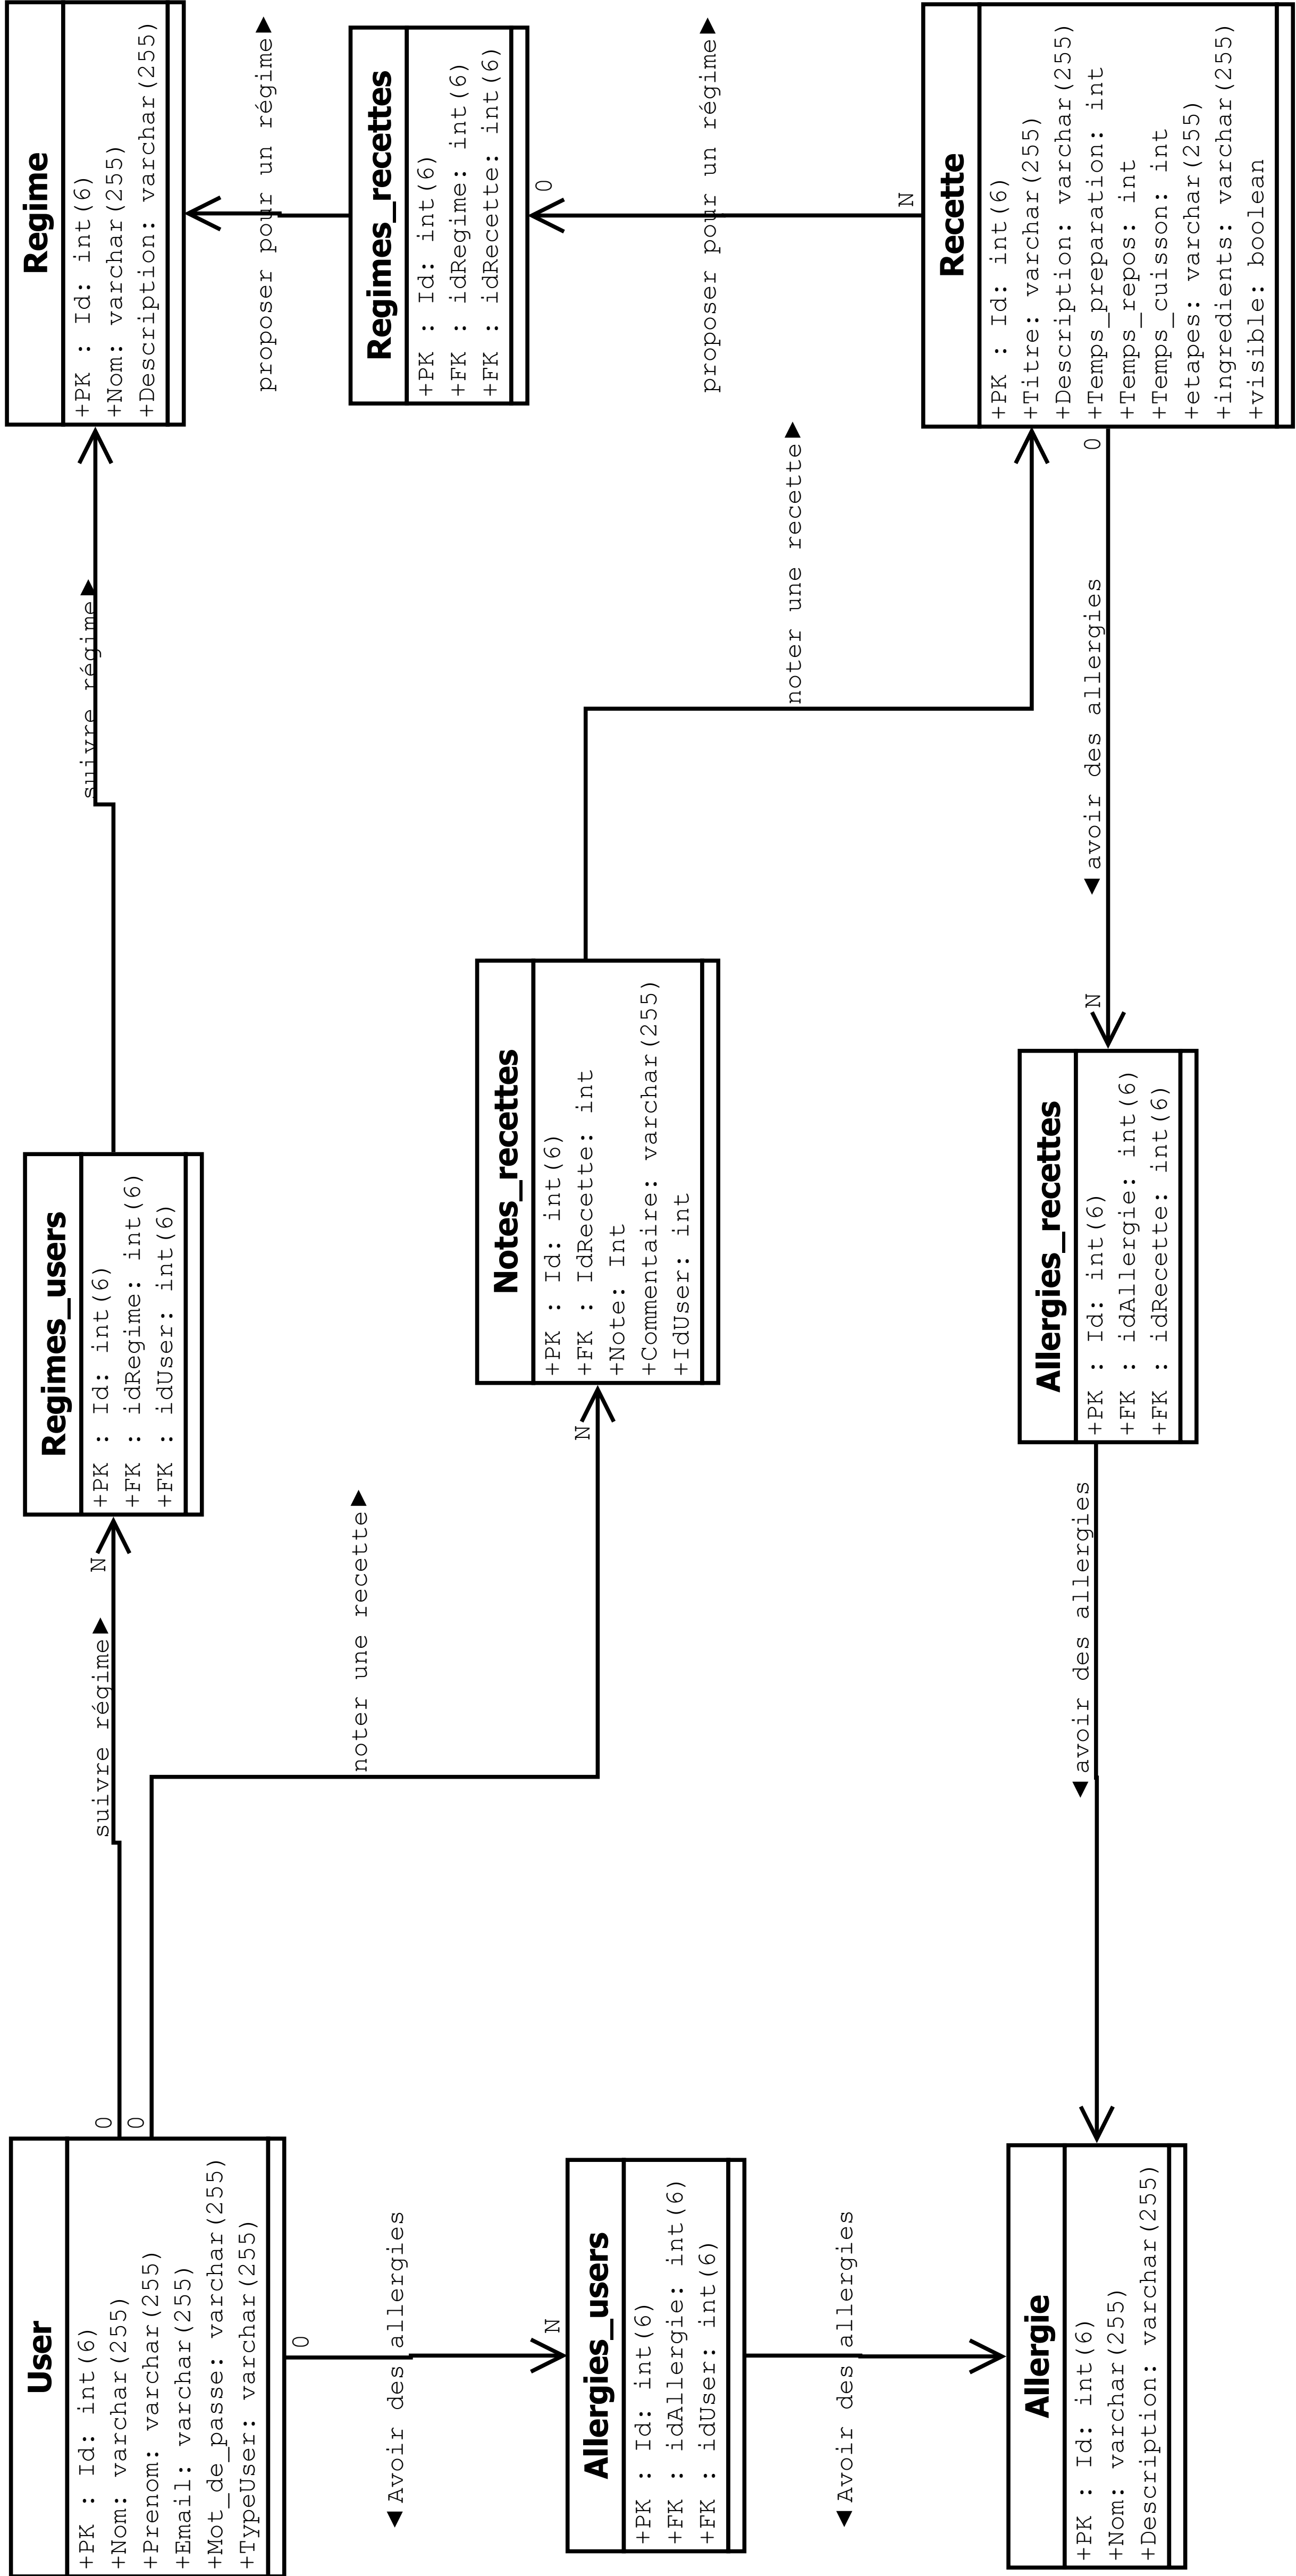 User
+PK : Id: int(6)
+Nom: varchar(255)
+Prenom: varchar(255)
+Email: varchar(255)
+Mot_de_passe: varchar(255)
+TypeUser: varchar(255)
0
0
0
suivre régime▶
N
Regimes_users
+PK : Id: int(6)
+FK : idRegime: int(6)
+FK : idUser: int(6)
suivre régime▶
Regime
+PK : Id: int(6)
+Nom: varchar(255)
+Description: varchar(255)
proposer pour un régime▶
Regimes_recettes
+PK : Id: int(6)
+FK : idRegime: int(6)
+FK : idRecette: int(6)
0
proposer pour un régime▶
N
noter une recette▶
N
Notes_recettes
+PK : Id: int(6)
+FK : IdRecette: int
+Note: Int
+Commentaire: varchar(255)
+IdUser: int
noter une recette▶
◀ Avoir des allergies
N
Allergies_users
+PK : Id: int(6)
+FK : idAllergie: int(6)
+FK : idUser: int(6)
◀ Avoir des allergies
Allergie
+PK : Id: int(6)
+Nom: varchar(255)
+Description: varchar(255)
◀ avoir des allergies
Allergies_recettes
+PK : Id: int(6)
+FK : idAllergie: int(6)
+FK : idRecette: int(6)
N
◀ avoir des allergies
0
Recette
+PK : Id: int(6)
+Titre: varchar(255)
+Description: varchar(255)
+Temps_preparation: int
+Temps_repos: int
+Temps_cuisson: int
+etapes: varchar(255)
+ingredients: varchar(255)
+visible: boolean